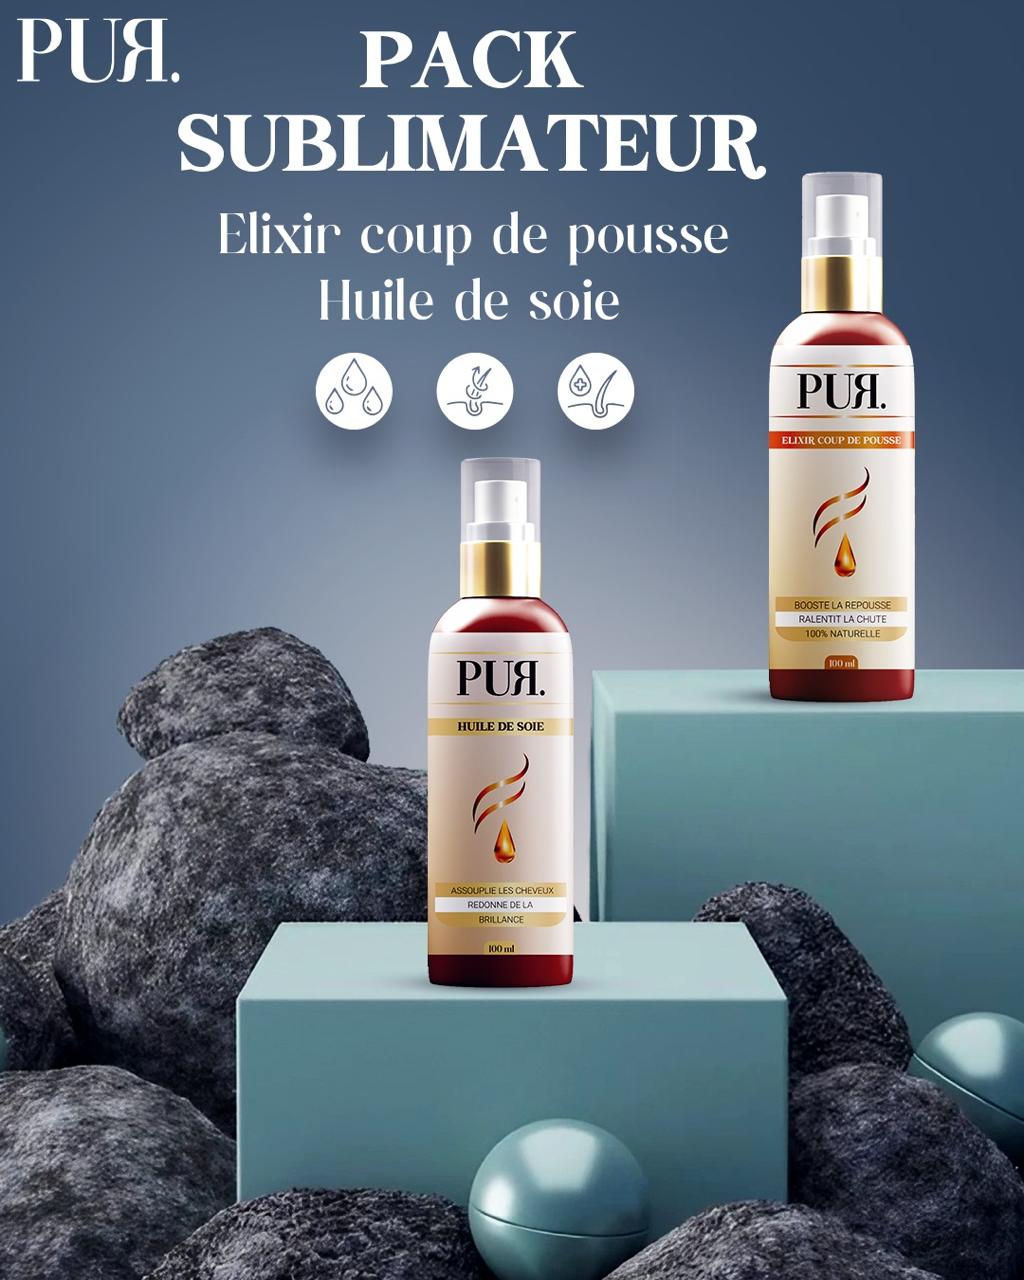 PUЯ.
PACK
SUBLIMATEUR
Elixir coup de pousse
Huile de soie
PUЯ.
ELIXIR COUP DE POUSSE
BOOSTE LA REPOUSSE
RALENTIT LA CHUTE
100% NATURELLE
100 ml
PUЯ.
HUILE DE SOIE
ASSOUPLIE LES CHEVEUX
REDONNE DE LA
BRILLANCE
100 ml